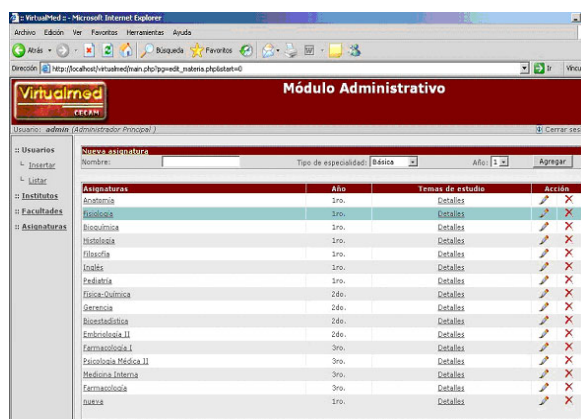 :: VirtualMed :: - Microsoft Internet Explorer
Archivo Edición Ver Favoritos Herramientas Ayuda
Atrás Búsqueda Favoritos
Dirección http://localhost/virtualmed/main.php?pg=edit_materia.php&start=0 Ir Víncu
Virtualmed
CECAM
Módulo Administrativo
Usuario: admin (Administrador Principal ) Cerrar ses
:: Usuarios
Insertar
Listar
:: Institutos
:: Facultades
:: Asignaturas
Nueva asignatura
Nombre: Tipo de especialidad: Básica Año: 1 Agregar
Asignaturas Año Temas de estudio Acción
Anatomía 1ro. Detalles
Fisiología 1ro. Detalles
Bioquímica 1ro. Detalles
Histología 1ro. Detalles
Filosofía 1ro. Detalles
Inglés 1ro. Detalles
Pediatría 1ro. Detalles
Física-Química 2do. Detalles
Gerencia 2do. Detalles
Bioestadística 2do. Detalles
Embriología II 2do. Detalles
Farmacología I 3ro. Detalles
Psicología Médica II 3ro. Detalles
Medicina Interna 3ro. Detalles
Farmacología 3ro. Detalles
nueva 1ro. Detalles